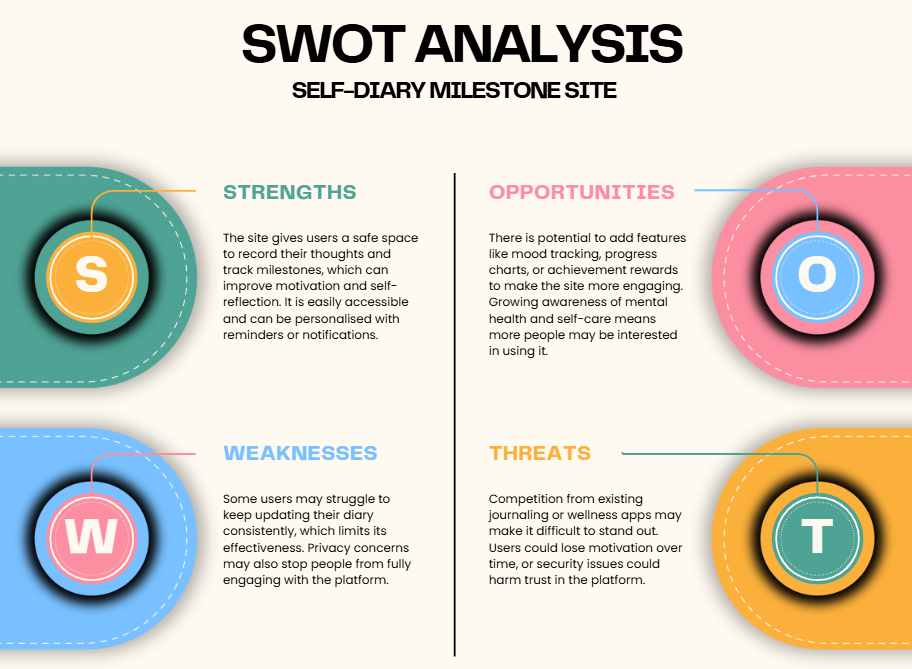 SWOT ANALYSIS
SELF-DIARY MILESTONE SITE
S
STRENGTHS
The site gives users a safe space
to record their thoughts and
track milestones, which can
improve motivation and self-
reflection. It is easily accessible
and can be personalised with
reminders or notifications.
W
WEAKNESSES
Some users may struggle to
keep updating their diary
consistently, which limits its
effectiveness. Privacy concerns
may also stop people from fully
engaging with the platform.
OPPORTUNITIES
There is potential to add features
like mood tracking, progress
charts, or achievement rewards
to make the site more engaging.
Growing awareness of mental
health and self-care means
more people may be interested
in using it.
O
THREATS
Competition from existing
journaling or wellness apps may
make it difficult to stand out.
Users could lose motivation over
time, or security issues could
harm trust in the platform.
T